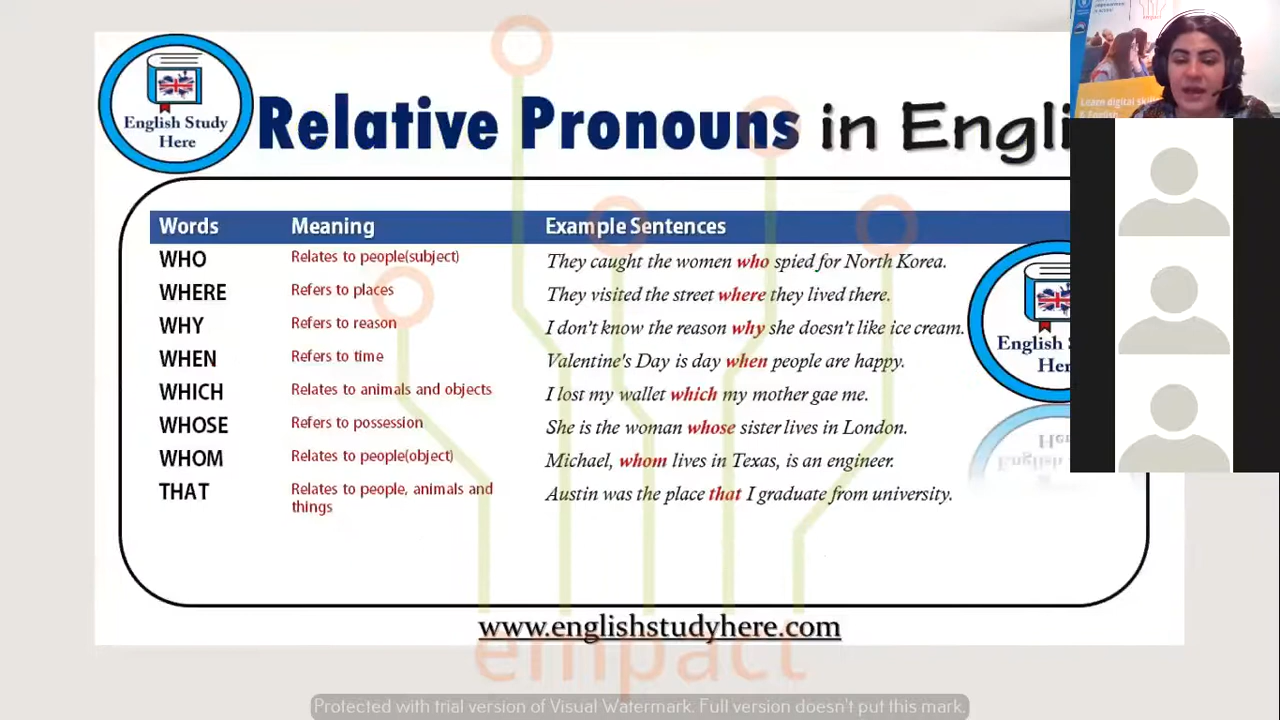 English Study
Here
Relative Pronouns in Engli
Words Meaning Example Sentences
WHO Relates to people(subject) They caught the women who spied for North Korea.
WHERE Refers to places They visited the street where they lived there.
WHY Refers to reason I don't know the reason why she doesn't like ice cream.
WHEN Refers to time Valentine's Day is day when people are happy.
WHICH Relates to animals and objects I lost my wallet which my mother gae me.
WHOSE Refers to possession She is the woman whose sister lives in London.
WHOM Relates to people(object) Michael, whom lives in Texas, is an engineer.
THAT Relates to people, animals and Austin was the place that I graduate from university.
things
English
Her
www.englishstudyhere.com
empact
Protected with trial version of Visual Watermark. Full version doesn't put this mark.
Learn digital skil
& English